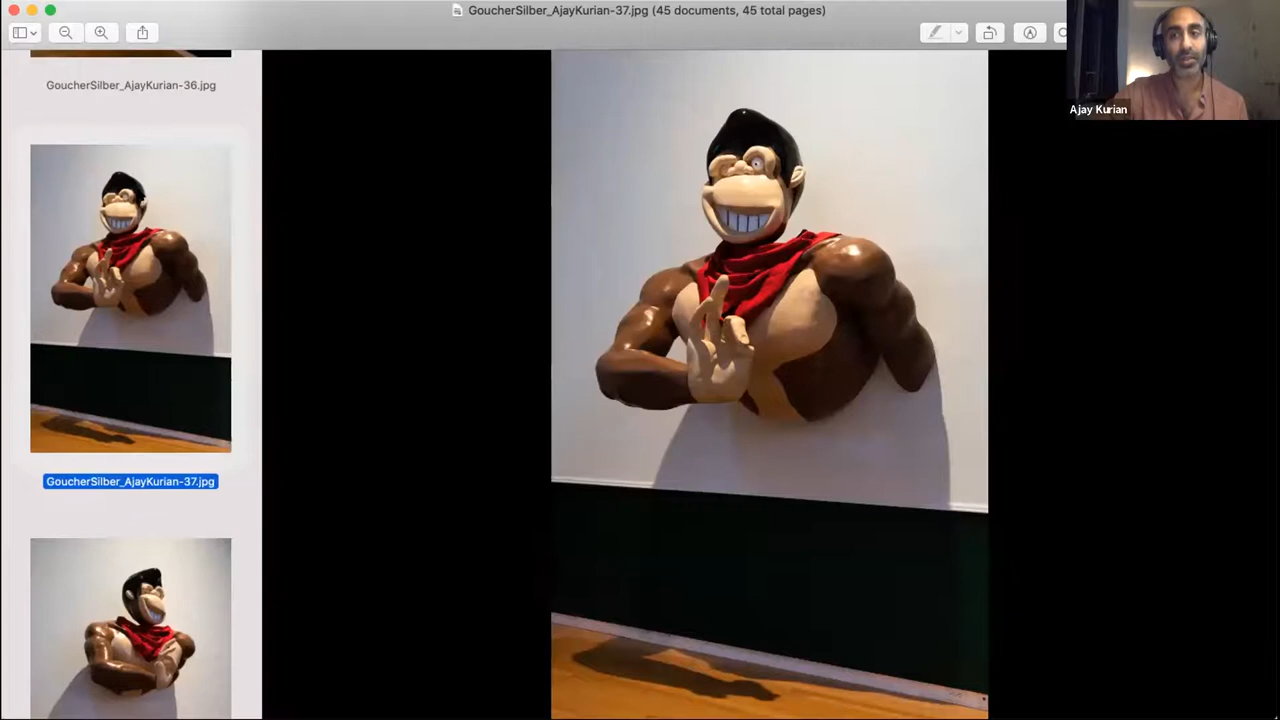 GoucherSilber_AjayKurian-37.jpg (45 documents, 45 total pages)
GoucherSilber_AjayKurian-36.jpg
Ajay Kurian
GoucherSilber_AjayKurian-37.jpg